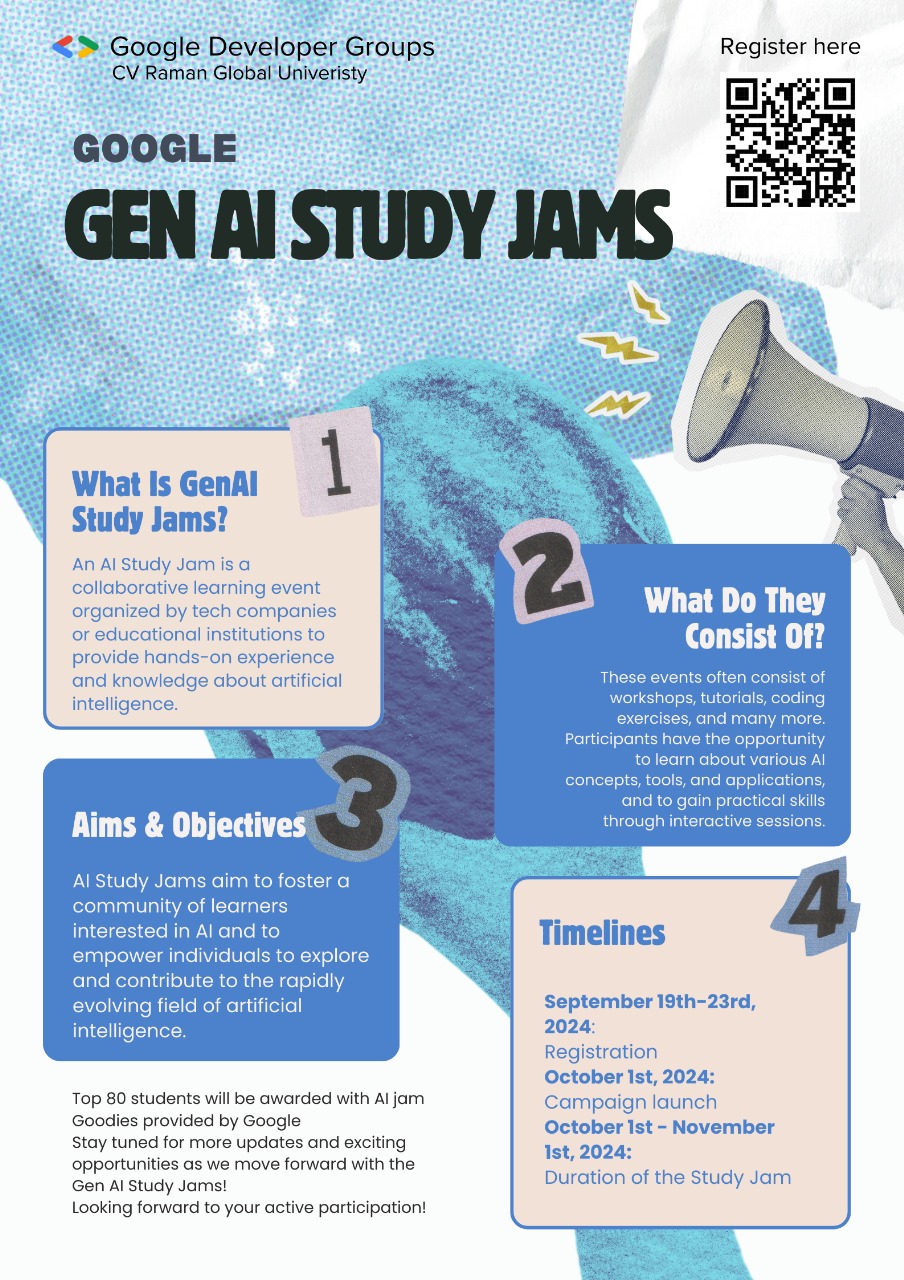 Google Developer Groups
CV Raman Global Univeristy
Register here
GOOGLE
GEN AI STUDY JAMS
1
What Is GenAI
Study Jams?
An AI Study Jam is a
collaborative learning event
organized by tech companies
or educational institutions to
provide hands-on experience
and knowledge about artificial
intelligence.
2
What Do They
Consist Of?
These events often consist of
workshops, tutorials, coding
exercises, and many more.
Participants have the opportunity
to learn about various AI
concepts, tools, and applications,
and to gain practical skills
through interactive sessions.
3
Aims & Objectives
AI Study Jams aim to foster a
community of learners
interested in AI and to
empower individuals to explore
and contribute to the rapidly
evolving field of artificial
intelligence.
4
Timelines
September 19th-23rd,
2024:
Registration
October 1st, 2024:
Campaign launch
October 1st - November
1st, 2024:
Duration of the Study Jam
Top 80 students will be awarded with AI jam
Goodies provided by Google
Stay tuned for more updates and exciting
opportunities as we move forward with the
Gen AI Study Jams!
Looking forward to your active participation!